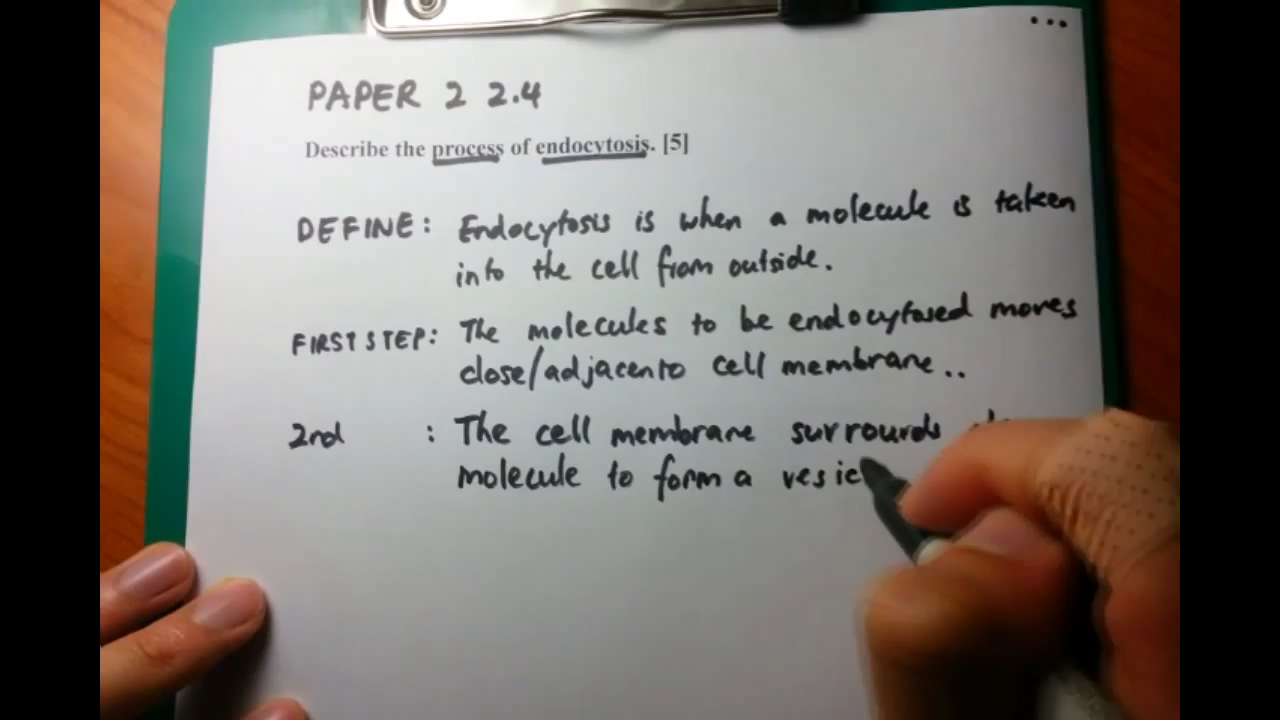 PAPER 2 2.4
Describe the process of endocytosis. [5]
DEFINE: Endocytosis is when a molecule is taken
into the cell from outside.
FIRST STEP: The molecules to be endocytosed moves
close/adjacento cell membrane..
2nd : The cell membrane surrounds
molecule to form a vesic